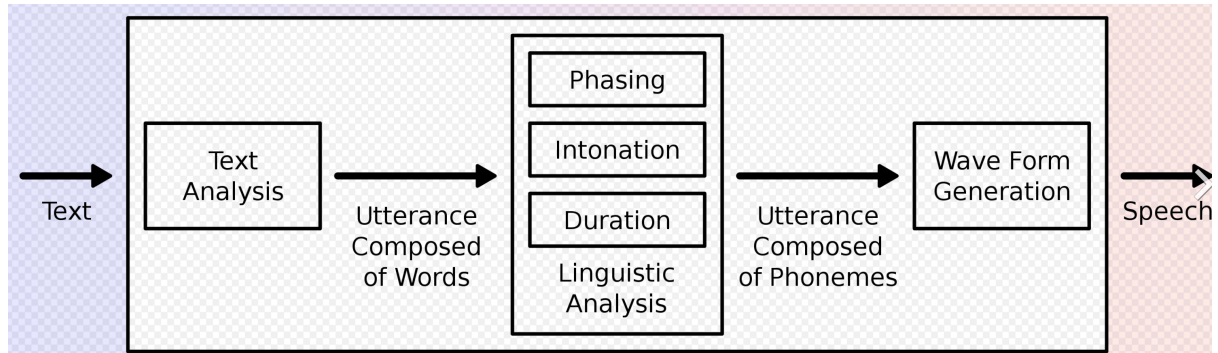 Text
Text
Analysis
Utterance
Composed
of Words
Phasing
Intonation
Duration
Linguistic
Analysis
Utterance
Composed
of Phonemes
Wave Form
Generation
Speech